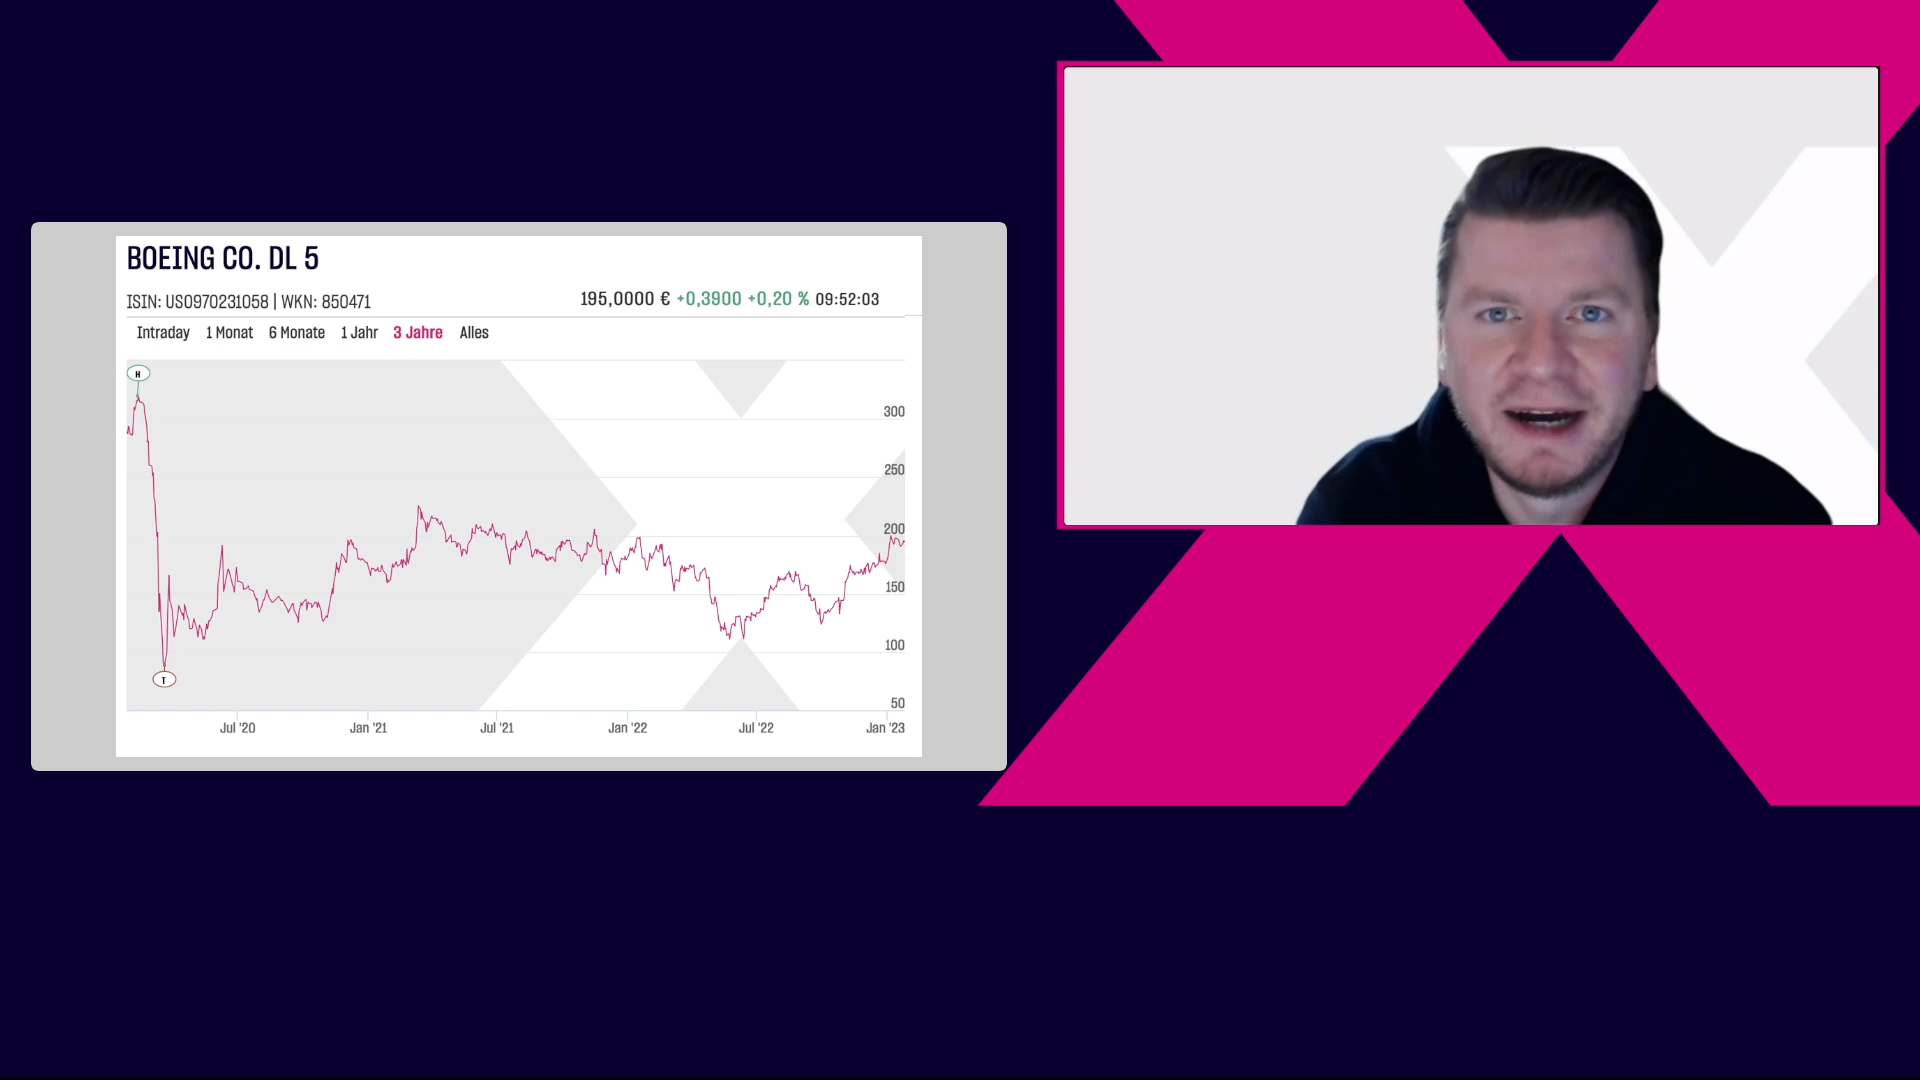 BOEING CO. DL 5
ISIN: US0970231058 | WKN: 850471
195,0000 € +0,3900 +0,20 % 09:52:03
Intraday 1 Monat 6 Monate 1 Jahr 3 Jahre Alles
H
300
250
200
150
100
T
50
Jul '20 Jan '21 Jul '21 Jan '22 Jul '22 Jan '23